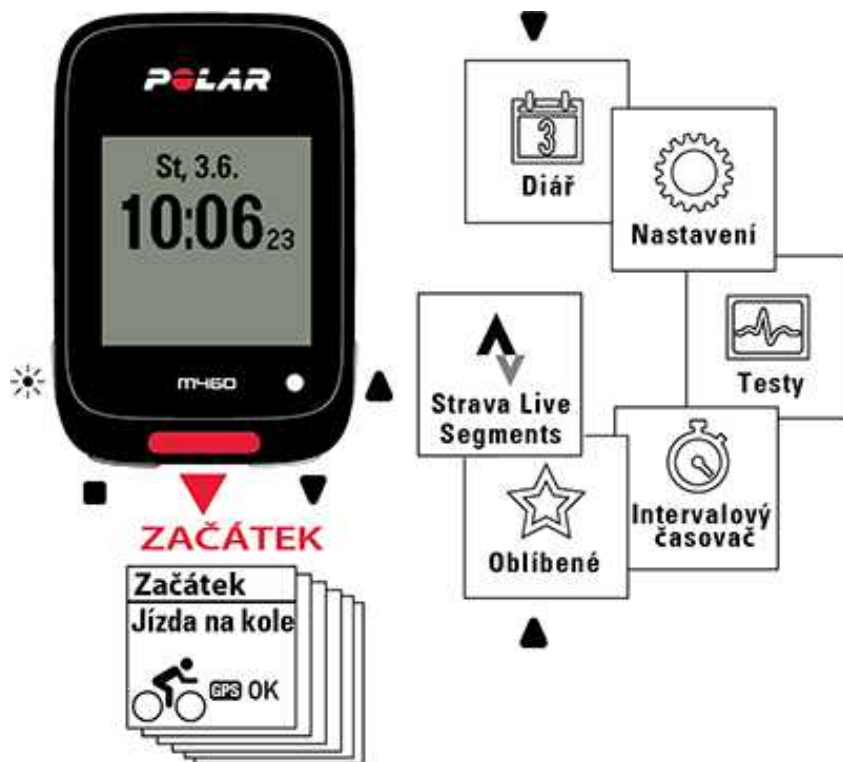 POLAR
St, 3.6.
10:06 23
M460
ZAČÁTEK
Začátek
Jízda na kole
GPS OK
3
Diář
Nastavení
Testy
Intervalový
časovač
Oblíbené
Strava Live
Segments